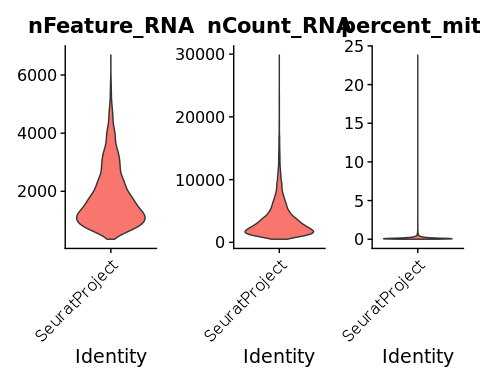 nFeature_RNA
6000
4000
2000
SeuratProject
Identity
nCount_RNA
30000
20000
10000
0
SeuratProject
Identity
percent_mit
25
20
15
10
5
0
SeuratProject
Identity